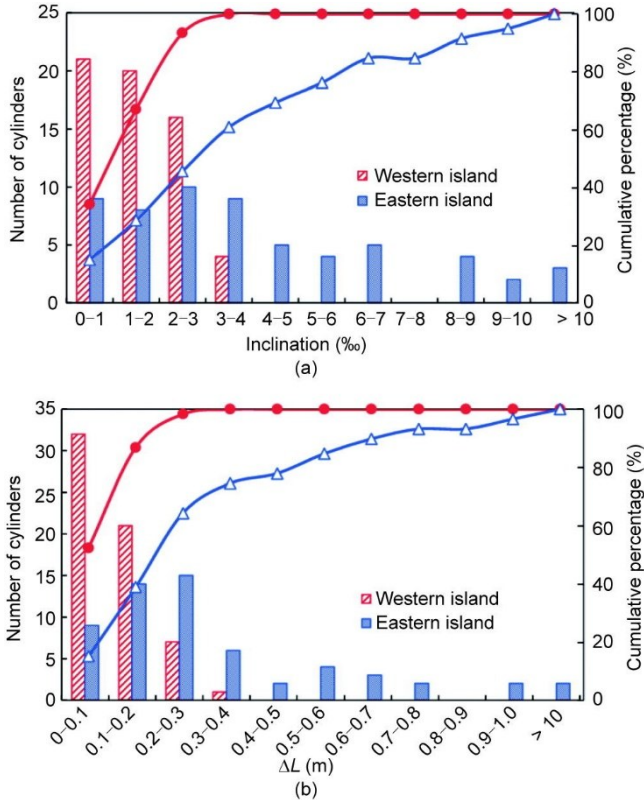 25
20
15
10
5
0
Number of cylinders
100
80
60
40
20
0
Cumulative percentage (%)
Western island
Eastern island
0−1 1−2 2−3 3−4 4−5 5−6 6−7 7−8 8−9 9−10 > 10
Inclination (‰)
(a)
35
30
25
20
15
10
5
0
Number of cylinders
100
80
60
40
20
0
Cumulative percentage (%)
Western island
Eastern island
0−0.1 0.1−0.2 0.2−0.3 0.3−0.4 0.4−0.5 0.5−0.6 0.6−0.7 0.7−0.8 0.8−0.9 0.9−1.0 > 10
ΔL (m)
(b)